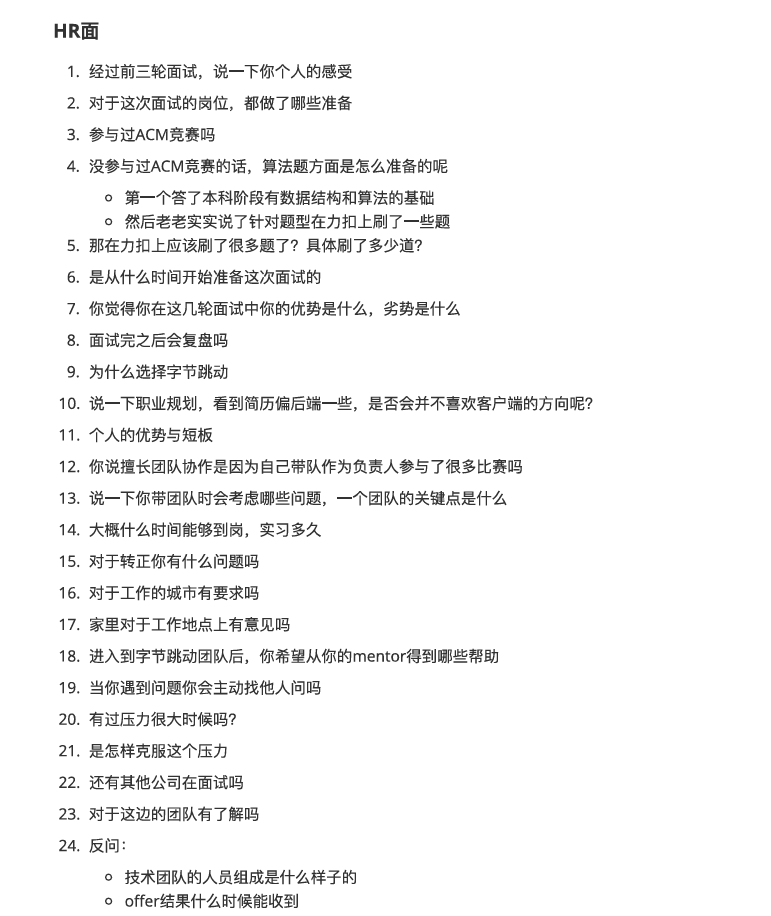 HR面
1. 经过前三轮面试，说一下你个人的感受
2. 对于这次面试的岗位，都做了哪些准备
3. 参与过ACM竞赛吗
4. 没参与过ACM竞赛的话，算法题方面是怎么准备的呢
第一个答了本科阶段有数据结构和算法的基础
然后老老实实说了针对题型在力扣上刷了一些题
5. 那在力扣上应该刷了很多题了？具体刷了多少道？
6. 是从什么时间开始准备这次面试的
7. 你觉得你在这几轮面试中你的优势是什么，劣势是什么
8. 面试完之后会复盘吗
9. 为什么选择字节跳动
10. 说一下职业规划，看到简历偏后端一些，是否会并不喜欢客户端的方向呢？
11. 个人的优势与短板
12. 你说擅长团队协作是因为自己带队作为负责人参与了很多比赛吗
13. 说一下你带团队时会考虑哪些问题，一个团队的关键点是什么
14. 大概什么时间能够到岗，实习多久
15. 对于转正你有什么问题吗
16. 对于工作的城市有要求吗
17. 家里对于工作地点上有意见吗
18. 进入到字节跳动团队后，你希望从你的mentor得到哪些帮助
19. 当你遇到问题你会主动找他人问吗
20. 有过压力很大时候吗？
21. 是怎样克服这个压力
22. 还有其他公司在面试吗
23. 对于这边的团队有了解吗
24. 反问：
技术团队的人员组成是什么样子的
offer结果什么时候能收到